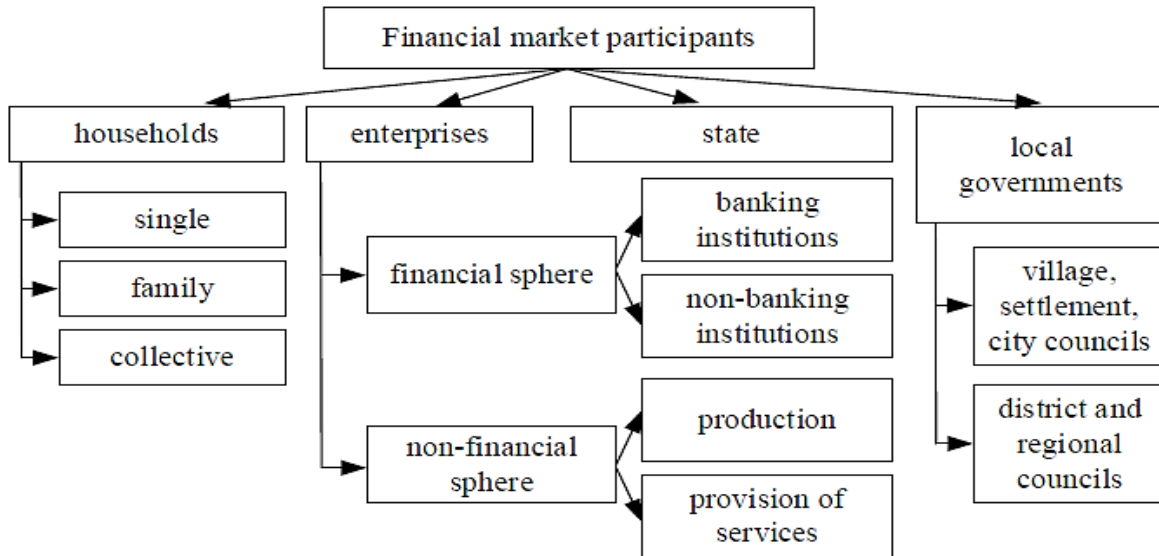 Financial market participants
households
enterprises
state
local
governments
single
family
collective
financial sphere
banking
institutions
non-banking
institutions
non-financial
sphere
production
provision of
services
village,
settlement,
city councils
district and
regional
councils